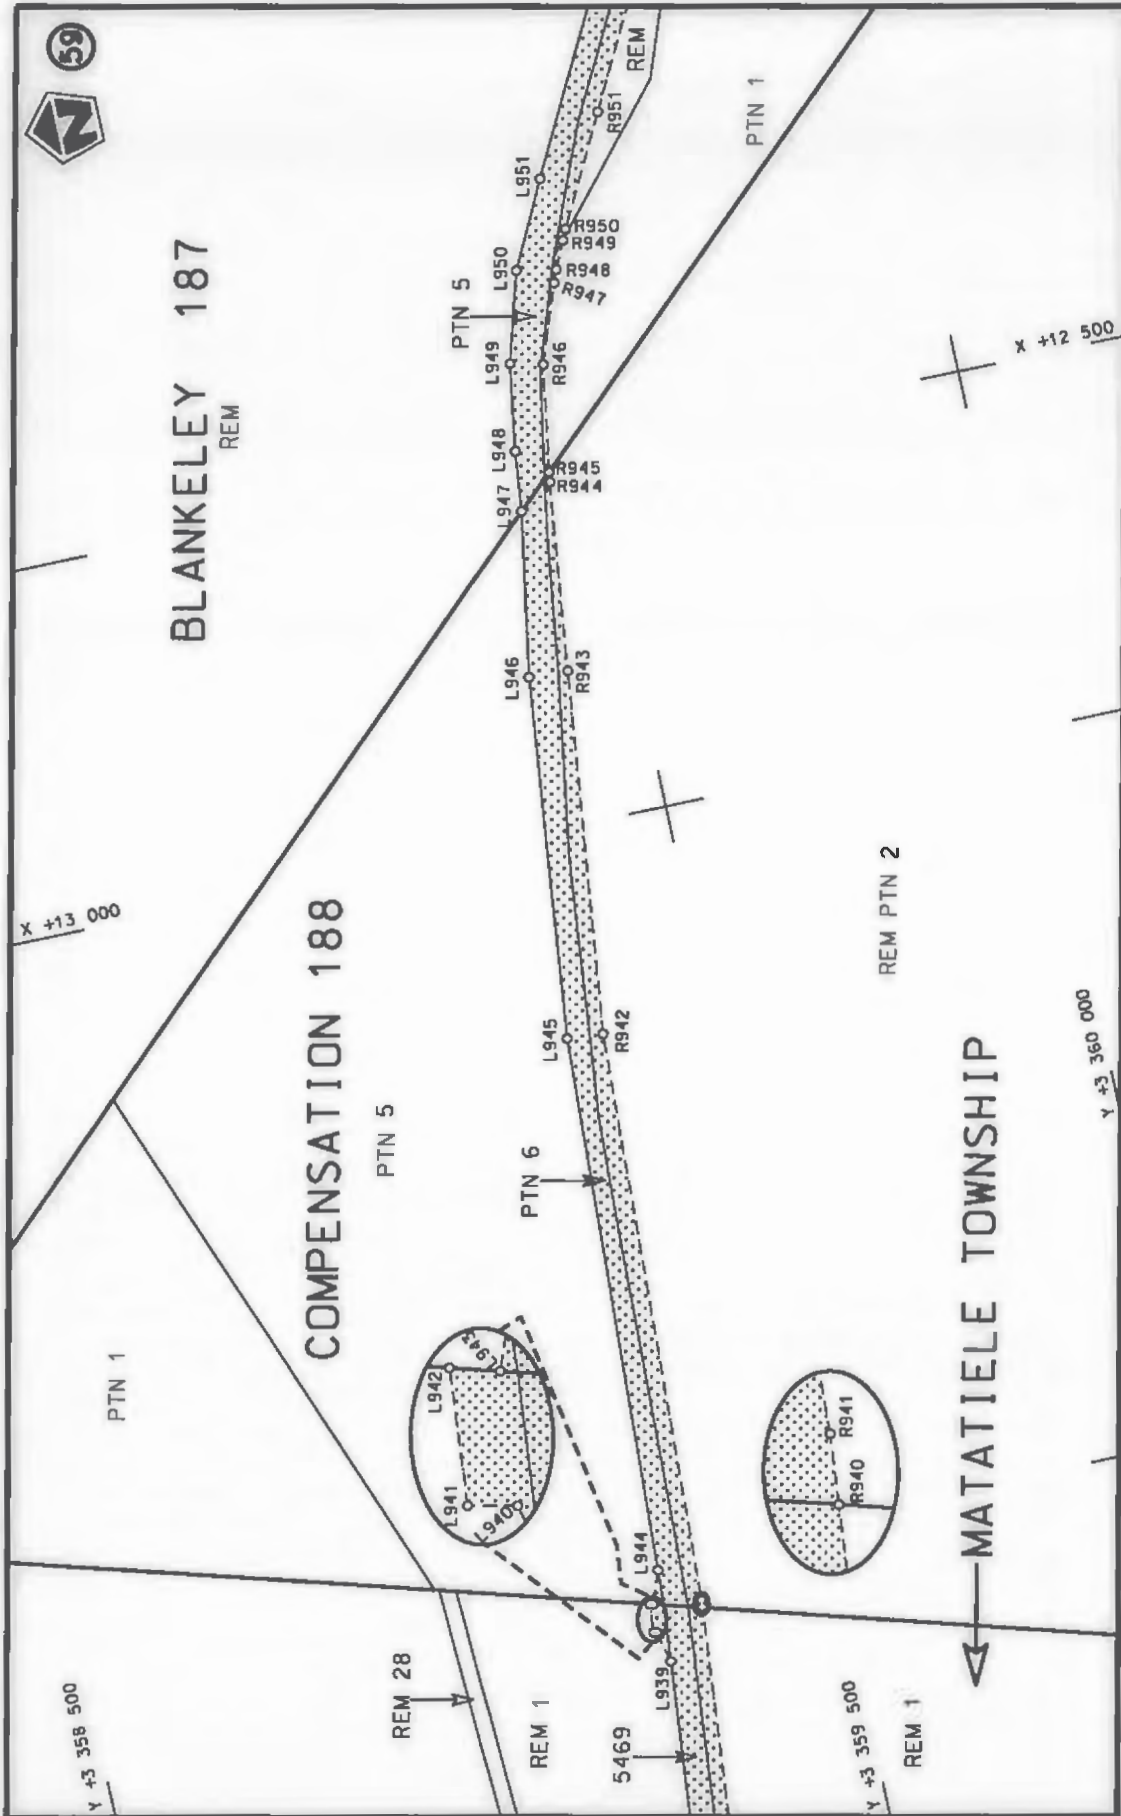 59
N
BLANKELEY 187
REM
PTN 5
L951
L950
L949
L948
L947
L946
L945
L944
L939
REM
R951
R950
R949
R948
R947
R946
R945
R944
R943
R942
PTN 1
X +12 500
X +13 000
COMPENSATION 188
PTN 5
PTN 6
PTN 1
REM PTN 2
Y +3 360 000
L943
L942
L941
L940
R941
R940
MATATIELE TOWNSHIP
REM 28
REM 1
5469
REM 1
Y +3 358 500
Y +3 359 500